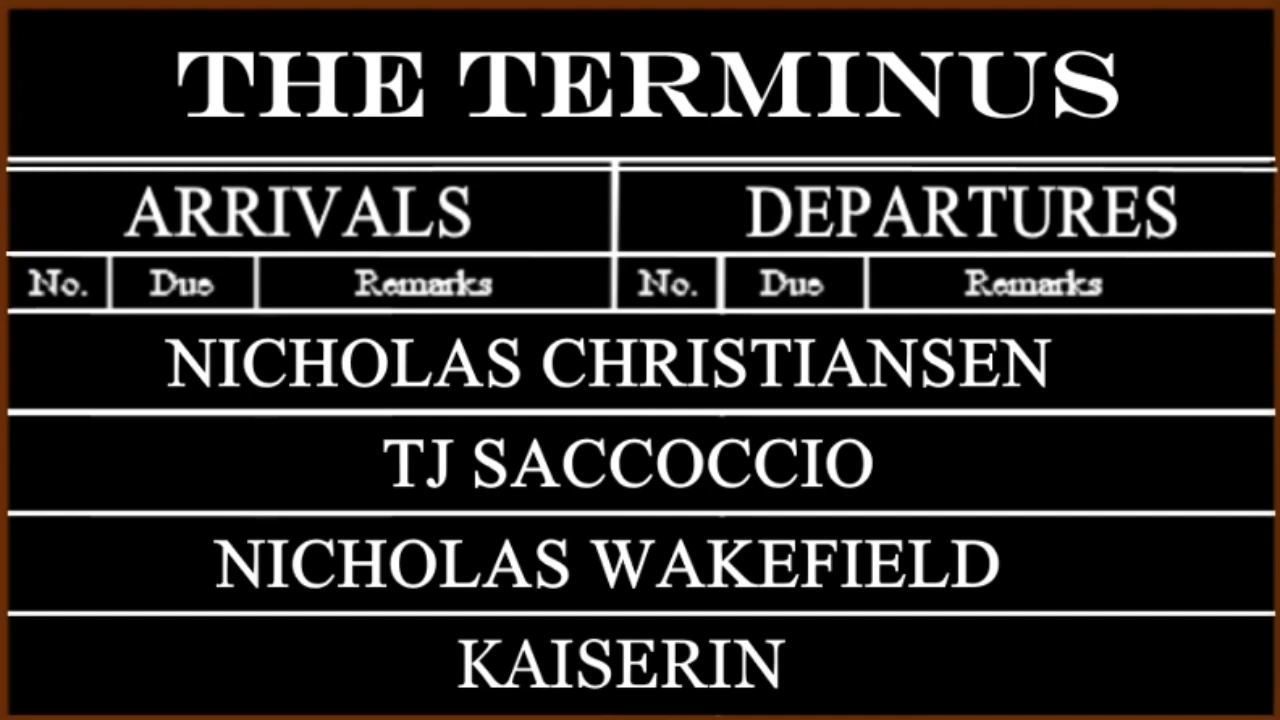 THE TERMINUS
ARRIVALS DEPARTURES
No. Due Remarks No. Due Remarks
NICHOLAS CHRISTIANSEN
TJ SACCOCCIO
NICHOLAS WAKEFIELD
KAISERIN